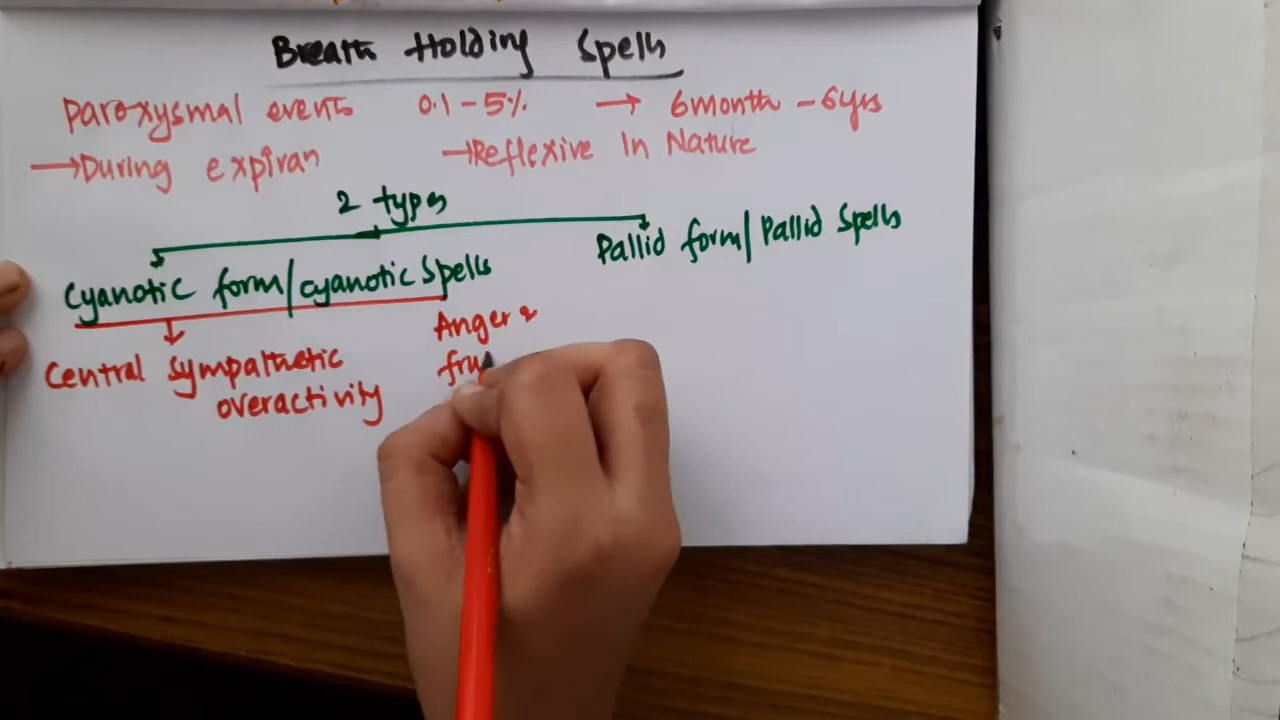 Breath Holding Spells
Paroxysmal events 0.1-5% → 6month - 6yrs
→During expiran →Reflexive In Nature
2 types
Cyanotic form/cyanotic Spells Pallid form/Pallid Spells
Central sympathetic overactivity
Anger &
fru